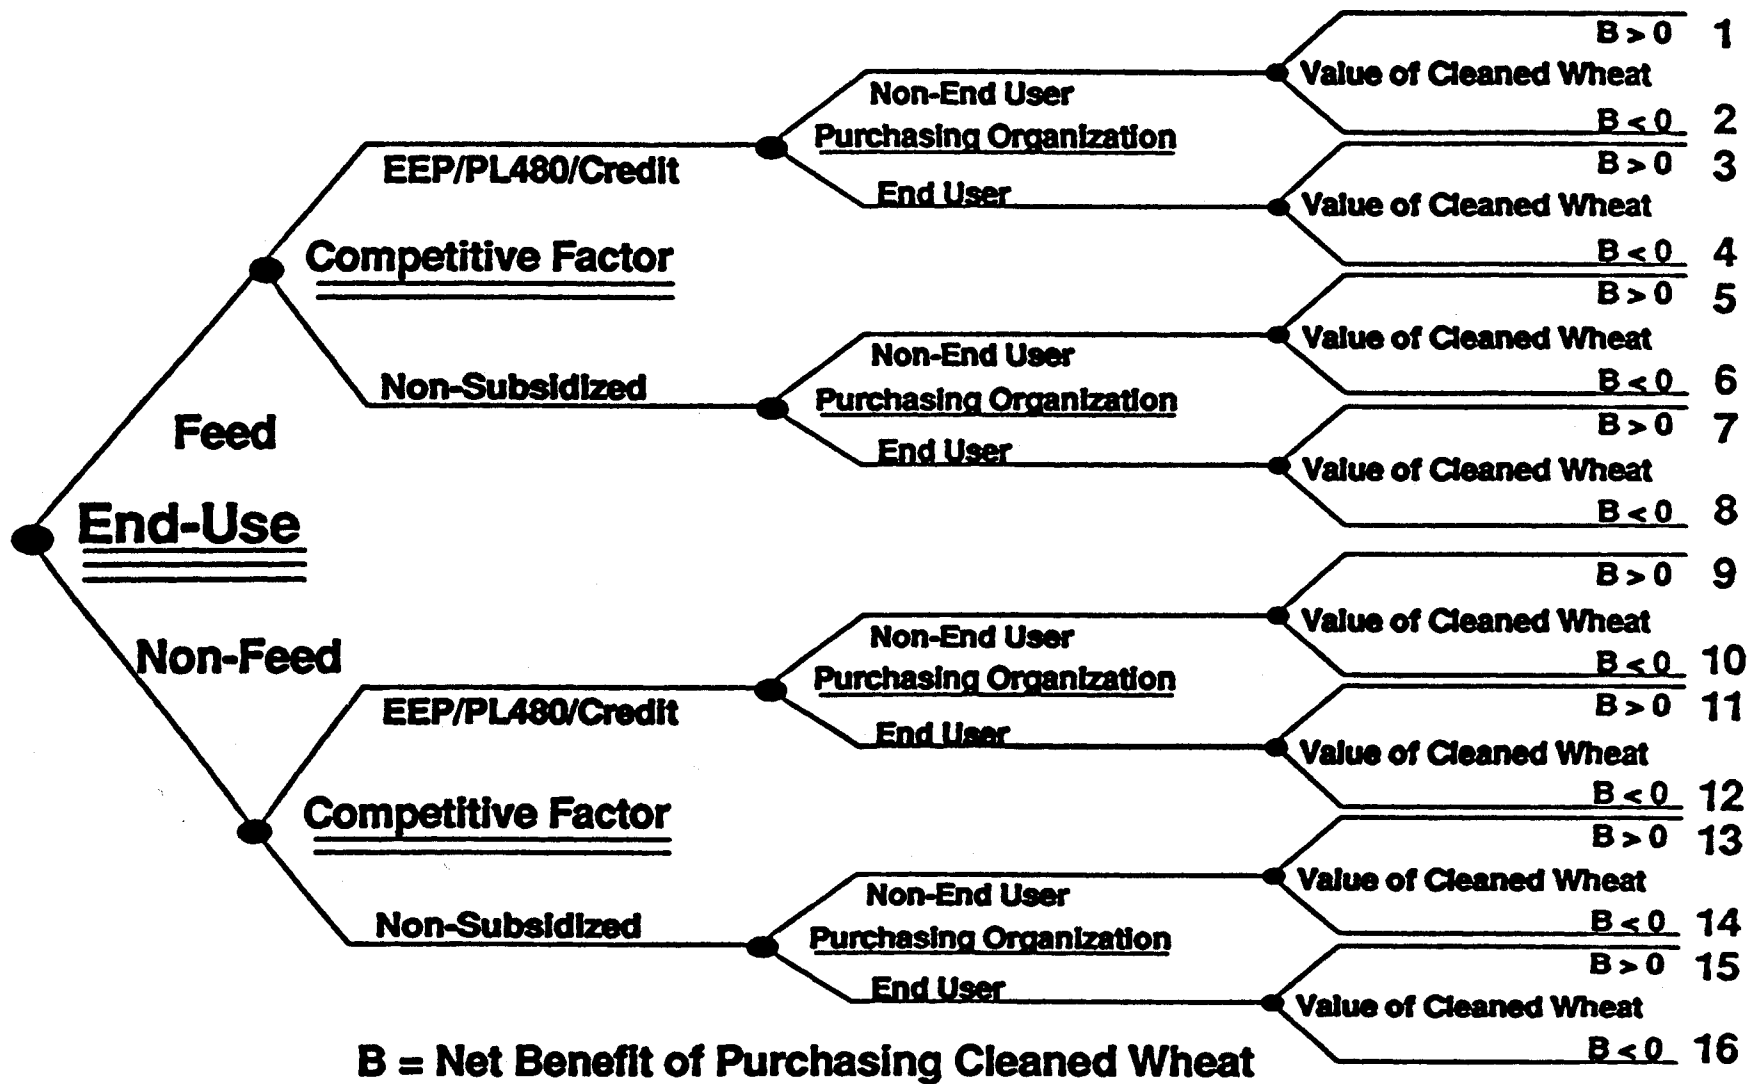 B > 0 1
Non-End User
Value of Cleaned Wheat
B < 0 2
Purchasing Organization
EEP/PL480/Credit
B > 0 3
End User
Value of Cleaned Wheat
B < 0 4
Competitive Factor
B > 0 5
Non-End User
Value of Cleaned Wheat
B < 0 6
Non-Subsidized
Purchasing Organization
B > 0 7
Feed
End User
Value of Cleaned Wheat
B < 0 8
End-Use
B > 0 9
Non-End User
Value of Cleaned Wheat
Non-Feed
B < 0 10
Purchasing Organization
EEP/PL480/Credit
B > 0 11
End User
Value of Cleaned Wheat
B < 0 12
Competitive Factor
B > 0 13
Non-End User
Value of Cleaned Wheat
B < 0 14
Non-Subsidized
Purchasing Organization
B > 0 15
End User
Value of Cleaned Wheat
B < 0 16
B = Net Benefit of Purchasing Cleaned Wheat